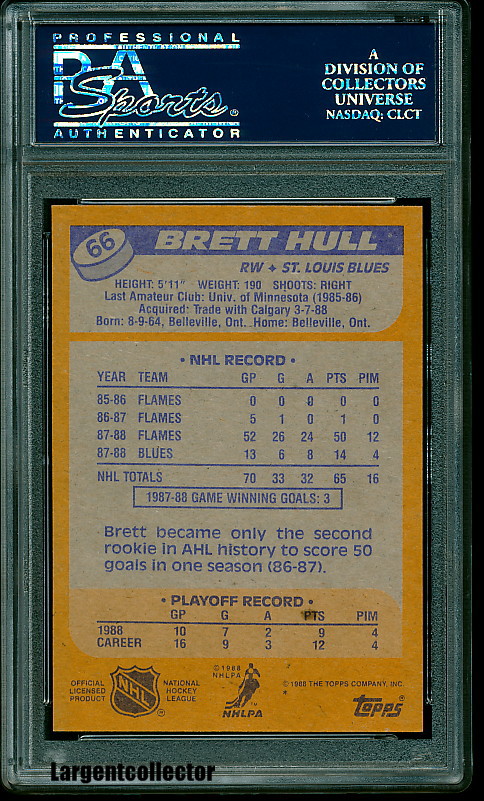 PROFESSIONAL
PSA
Sports®
AUTHENTICATOR
A
DIVISION OF
COLLECTORS
UNIVERSE
NASDAQ: CLCT
66
BRETT HULL
RW + ST. LOUIS BLUES
HEIGHT: 5'11" WEIGHT: 190 SHOOTS: RIGHT
Last Amateur Club: Univ. of Minnesota (1985-86)
Acquired: Trade with Calgary 3-7-88
Born: 8-9-64, Belleville, Ont. Home: Belleville, Ont.
• NHL RECORD •
YEAR TEAM GP G A PTS PIM
85-86 FLAMES 0 0 0 0 0
86-87 FLAMES 5 1 0 1 0
87-88 FLAMES 52 26 24 50 12
87-88 BLUES 13 6 8 14 4
NHL TOTALS 70 33 32 65 16
1987-88 GAME WINNING GOALS: 3
Brett became only the second
rookie in AHL history to score 50
goals in one season (86-87).
• PLAYOFF RECORD •
GP G A PTS PIM
1988 10 7 2 9 4
CAREER 16 9 3 12 4
OFFICIAL
LICENSED
PRODUCT
NHL
NATIONAL
HOCKEY
LEAGUE
© 1988
NHLPA
NHLPA
© 1988 THE TOPPS COMPANY, INC
*
topps®
Largentcollector